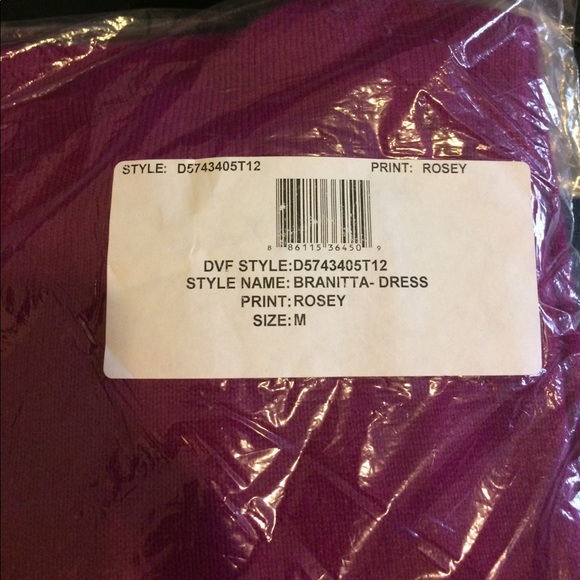 STYLE: D5743405T12 PRINT: ROSEY
8 86115 36450 9
DVF STYLE:D5743405T12
STYLE NAME: BRANITTA- DRESS
PRINT:ROSEY
SIZE:M